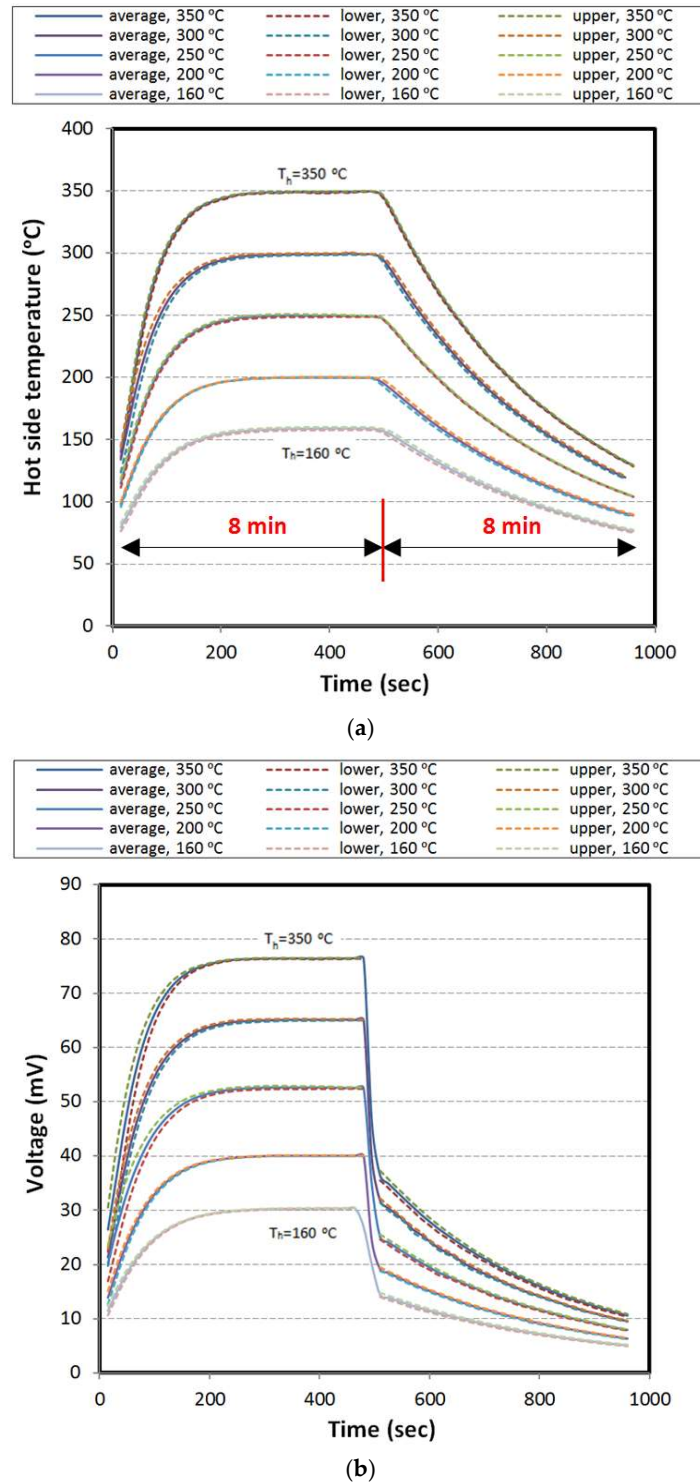 average, 350 °C lower, 350 °C upper, 350 °C
average, 300 °C lower, 300 °C upper, 300 °C
average, 250 °C lower, 250 °C upper, 250 °C
average, 200 °C lower, 200 °C upper, 200 °C
average, 160 °C lower, 160 °C upper, 160 °C
400
Th=350 °C
350
300
250
200
150
Th=160 °C
100
8 min 8 min
50
0
Hot side temperature (°C)
0 200 400 600 800 1000
Time (sec)
(a)
average, 350 °C lower, 350 °C upper, 350 °C
average, 300 °C lower, 300 °C upper, 300 °C
average, 250 °C lower, 250 °C upper, 250 °C
average, 200 °C lower, 200 °C upper, 200 °C
average, 160 °C lower, 160 °C upper, 160 °C
90
80
Th=350 °C
70
60
50
40
30
Th=160 °C
20
10
0
Voltage (mV)
0 200 400 600 800 1000
Time (sec)
(b)